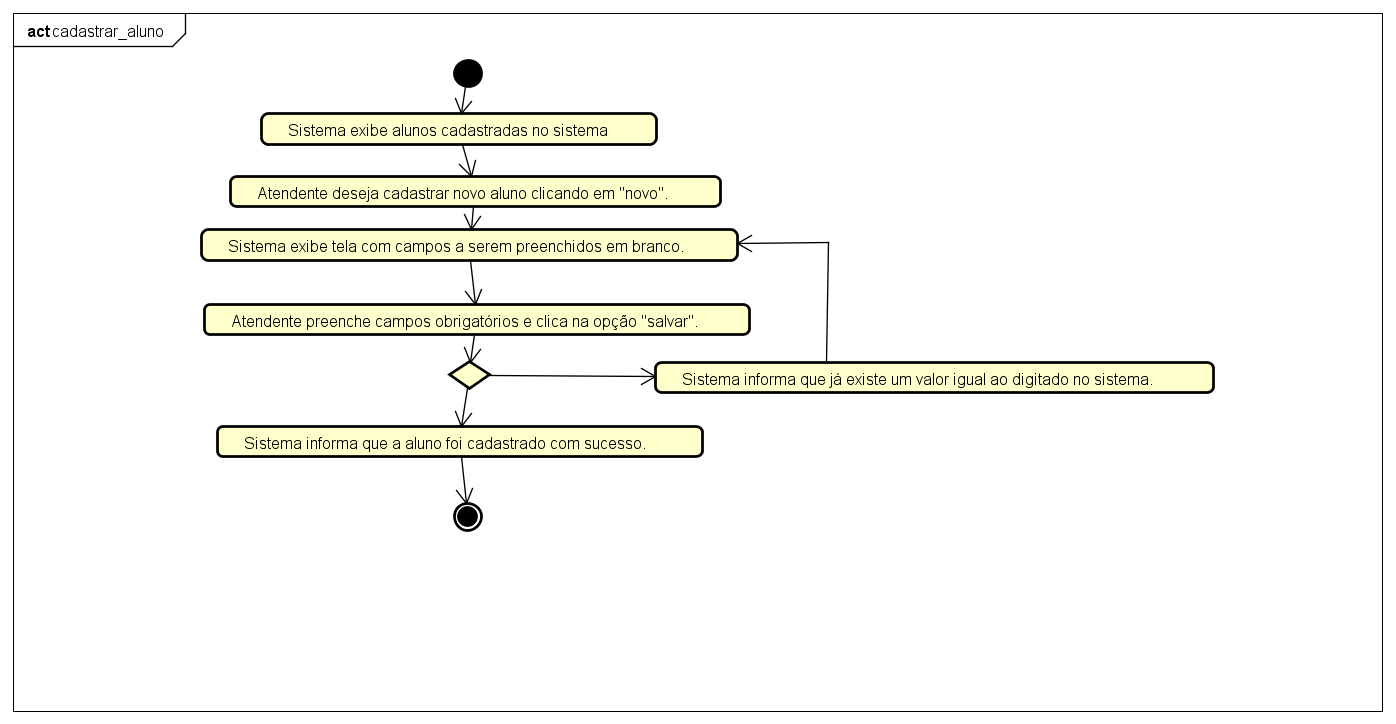 act cadastrar_aluno
Sistema exibe alunos cadastradas no sistema
Atendente deseja cadastrar novo aluno clicando em "novo".
Sistema exibe tela com campos a serem preenchidos em branco.
Atendente preenche campos obrigatórios e clica na opção "salvar".
Sistema informa que já existe um valor igual ao digitado no sistema.
Sistema informa que a aluno foi cadastrado com sucesso.